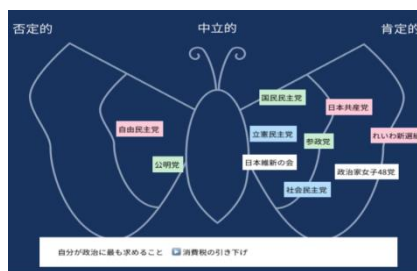 否定的 中立的 肯定的
国民民主党
日本共産党
自由民主党
立憲民主党
れいわ新選組
参政党
公明党
日本維新の会
政治家女子48党
社会民主党
自分が政治に最も求めること ▶ 消費税の引き下げ